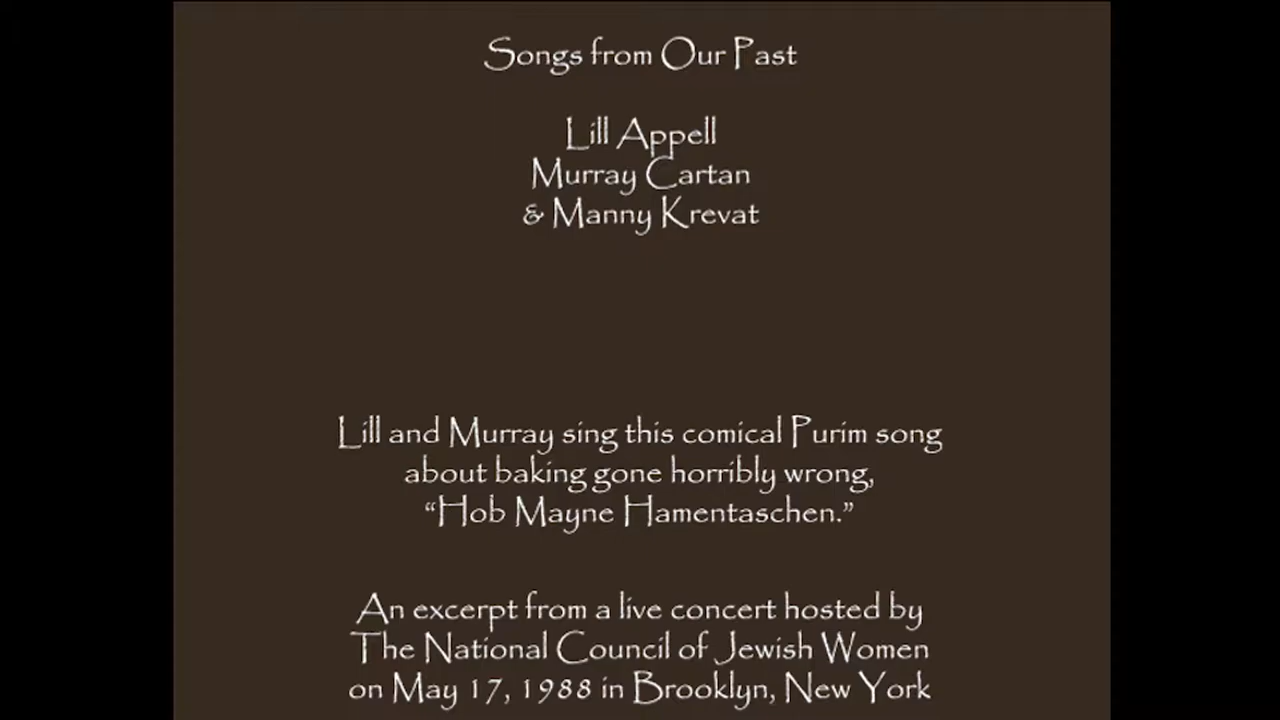 Songs from Our Past
Lill Appell
Murray Cartan
& Manny Krevat
Lill and Murray sing this comical Purim song
about baking gone horribly wrong,
“Hob Mayne Hamentaschen.”
An excerpt from a live concert hosted by
The National Council of Jewish Women
on May 17, 1988 in Brooklyn, New York